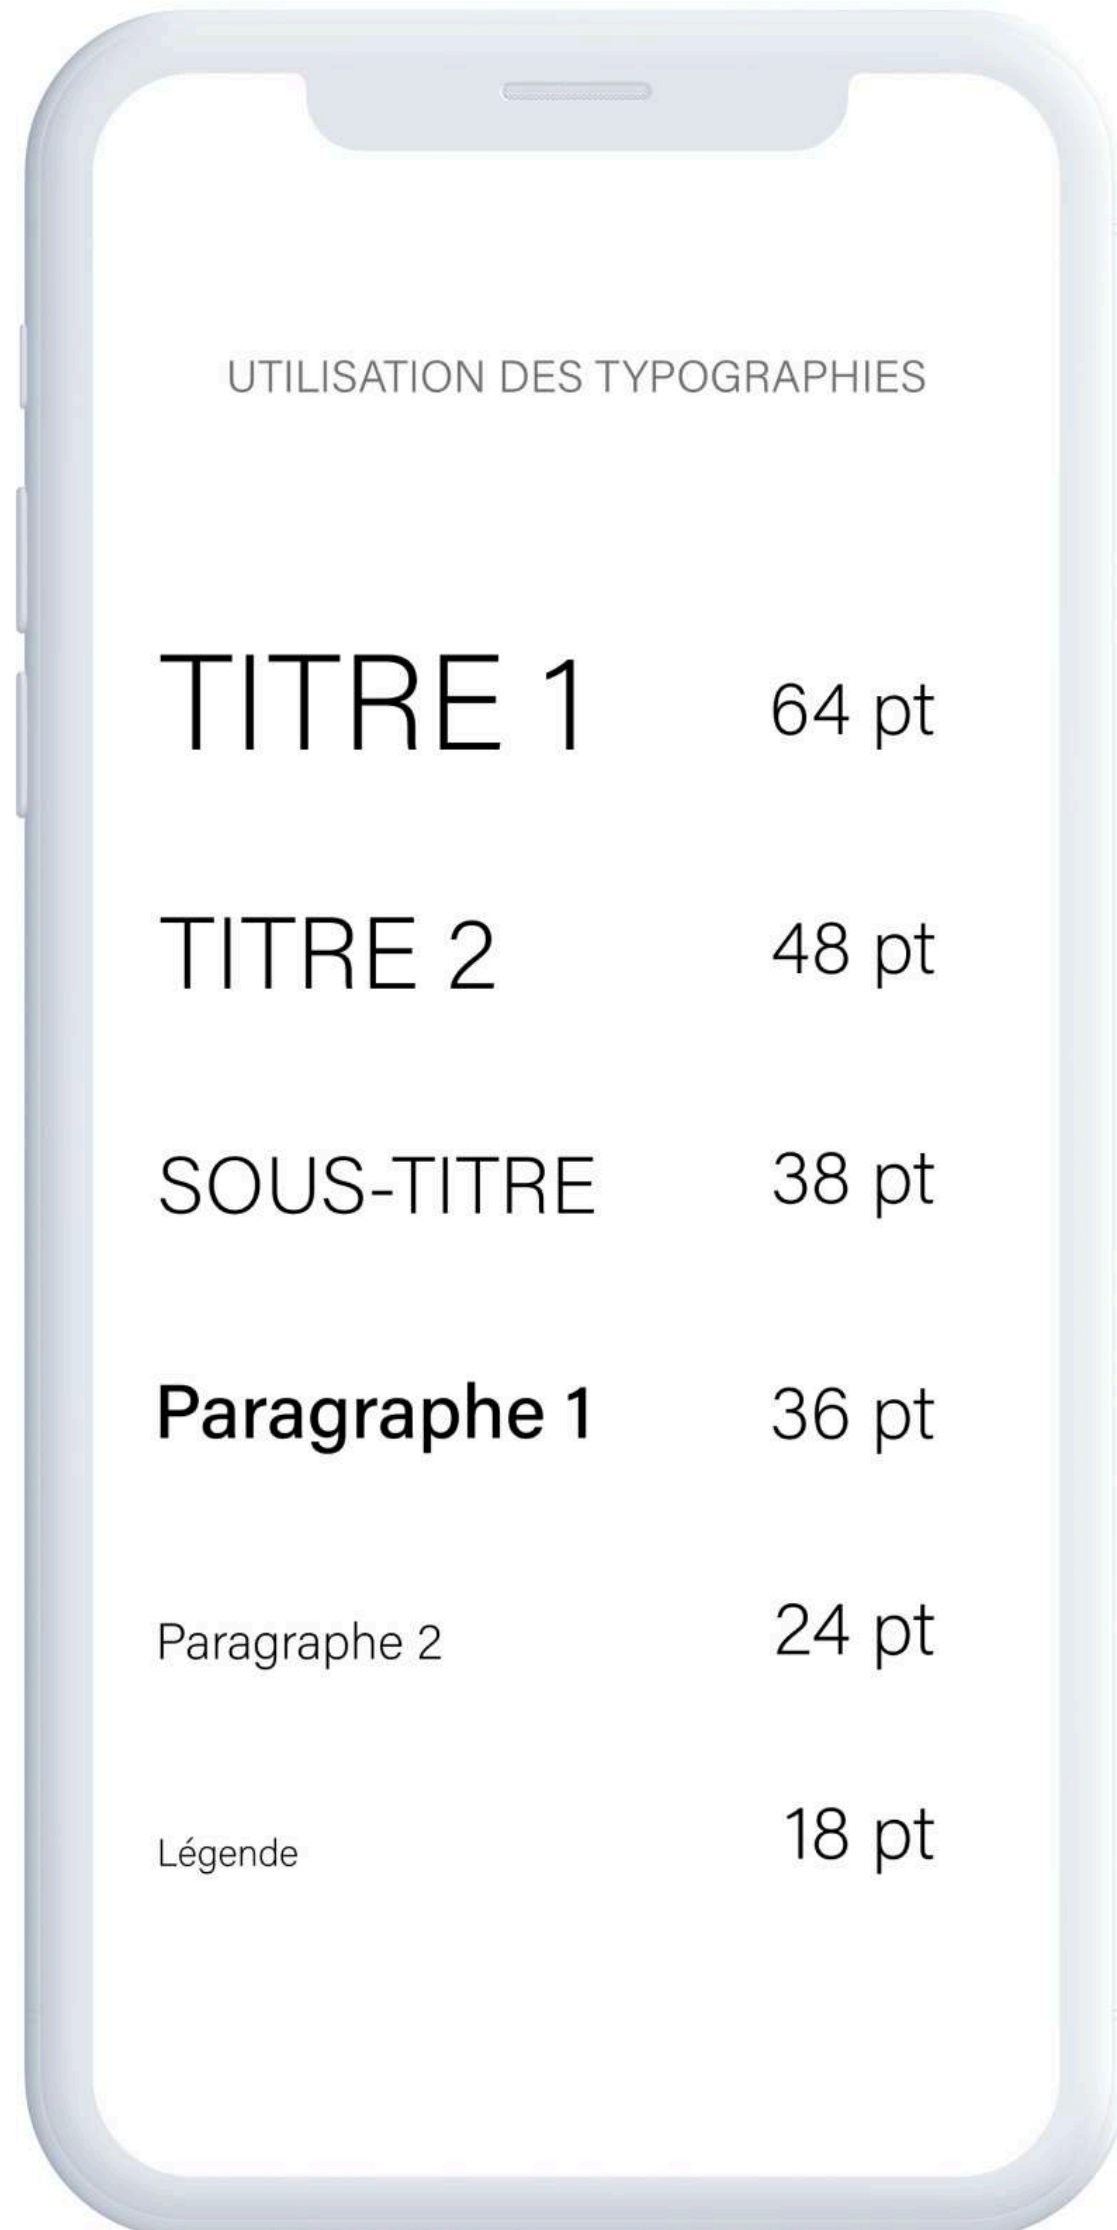 UTILISATION DES TYPOGRAPHIES
TITRE 1 64 pt
TITRE 2 48 pt
SOUS-TITRE 38 pt
Paragraphe 1 36 pt
Paragraphe 2 24 pt
Légende 18 pt